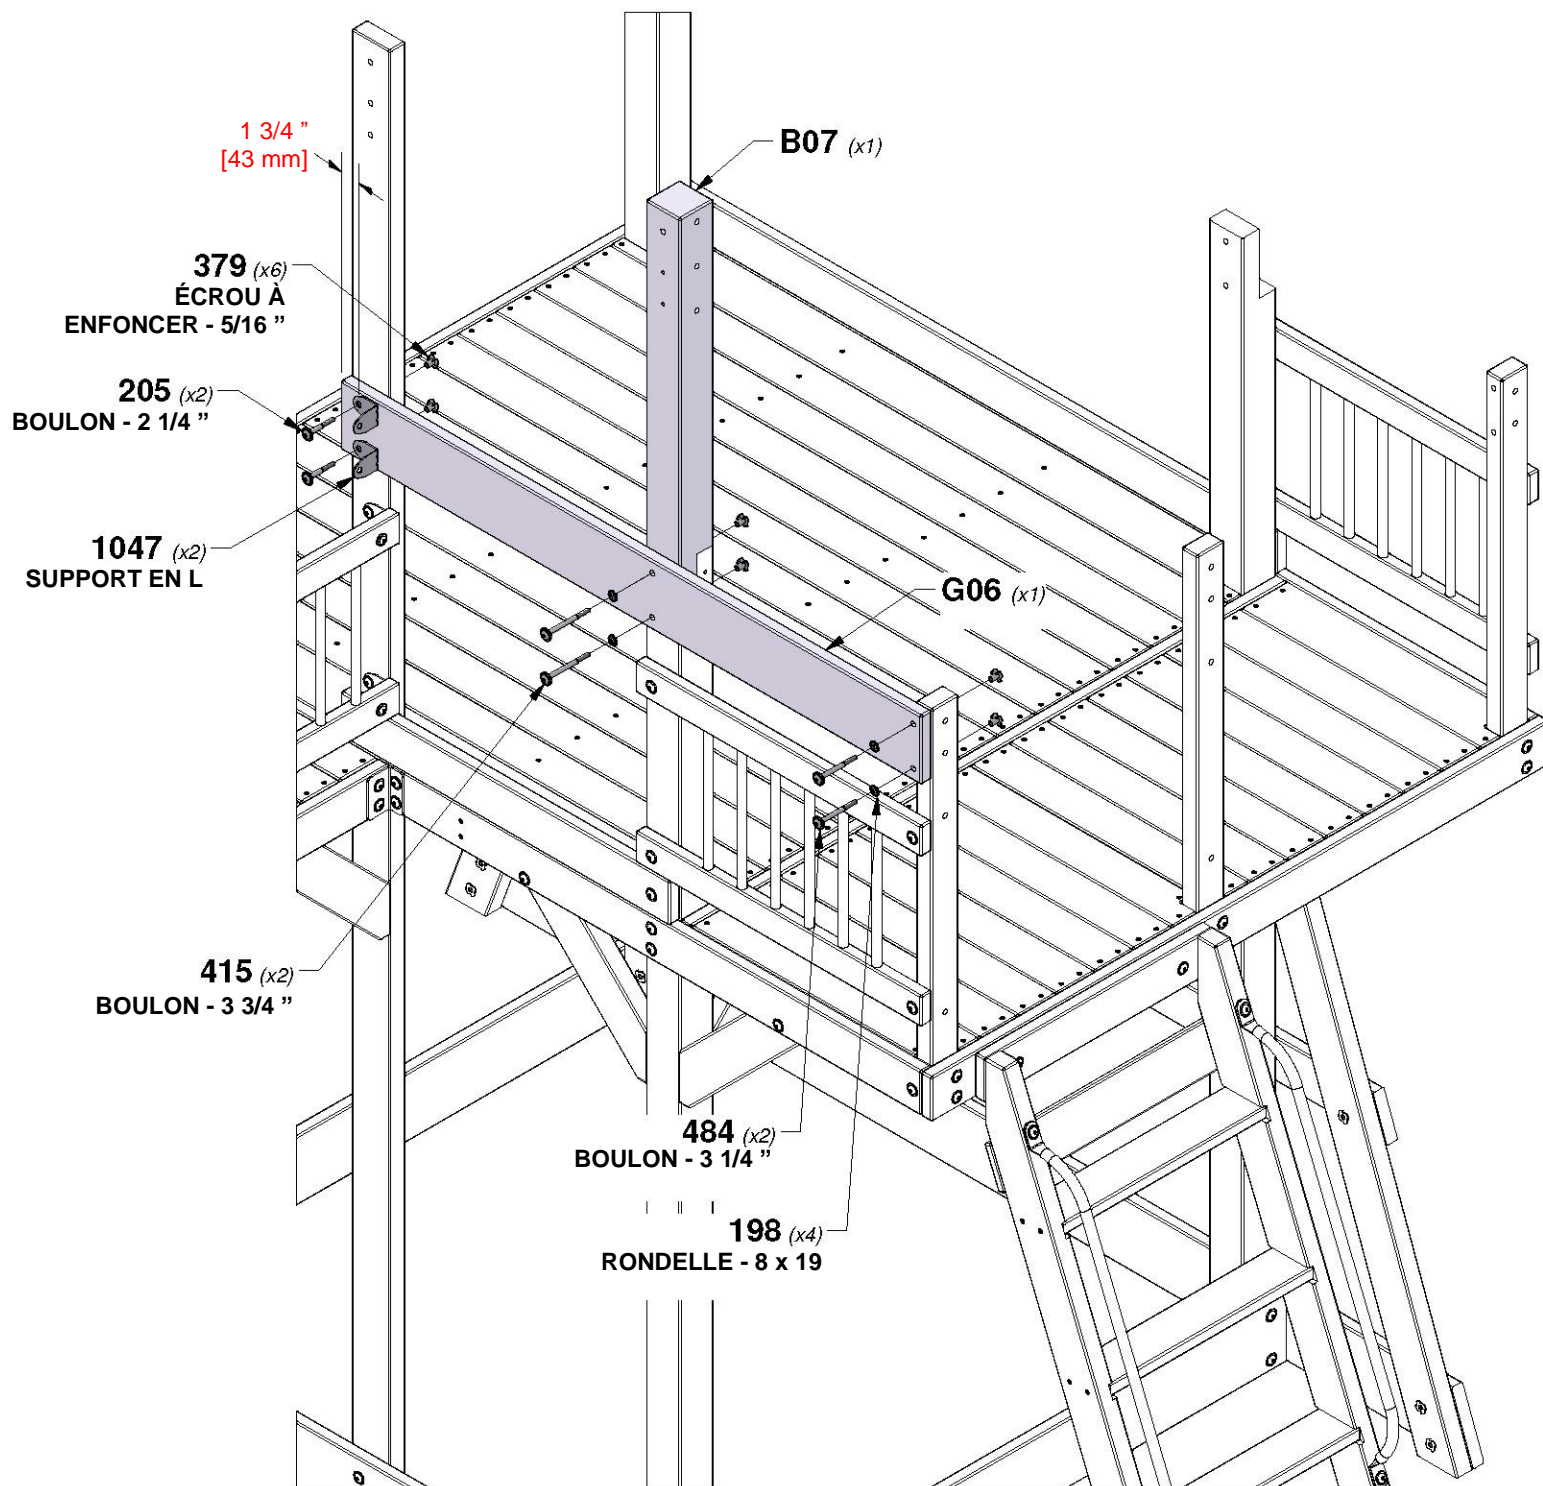 1 3/4 ”
[43 mm]
B07 (x1)
379 (x6)
ÉCROU À
ENFONCER - 5/16 ”
205 (x2)
BOULON - 2 1/4 ”
1047 (x2)
SUPPORT EN L
G06 (x1)
415 (x2)
BOULON - 3 3/4 ”
484 (x2)
BOULON - 3 1/4 ”
198 (x4)
RONDELLE - 8 x 19